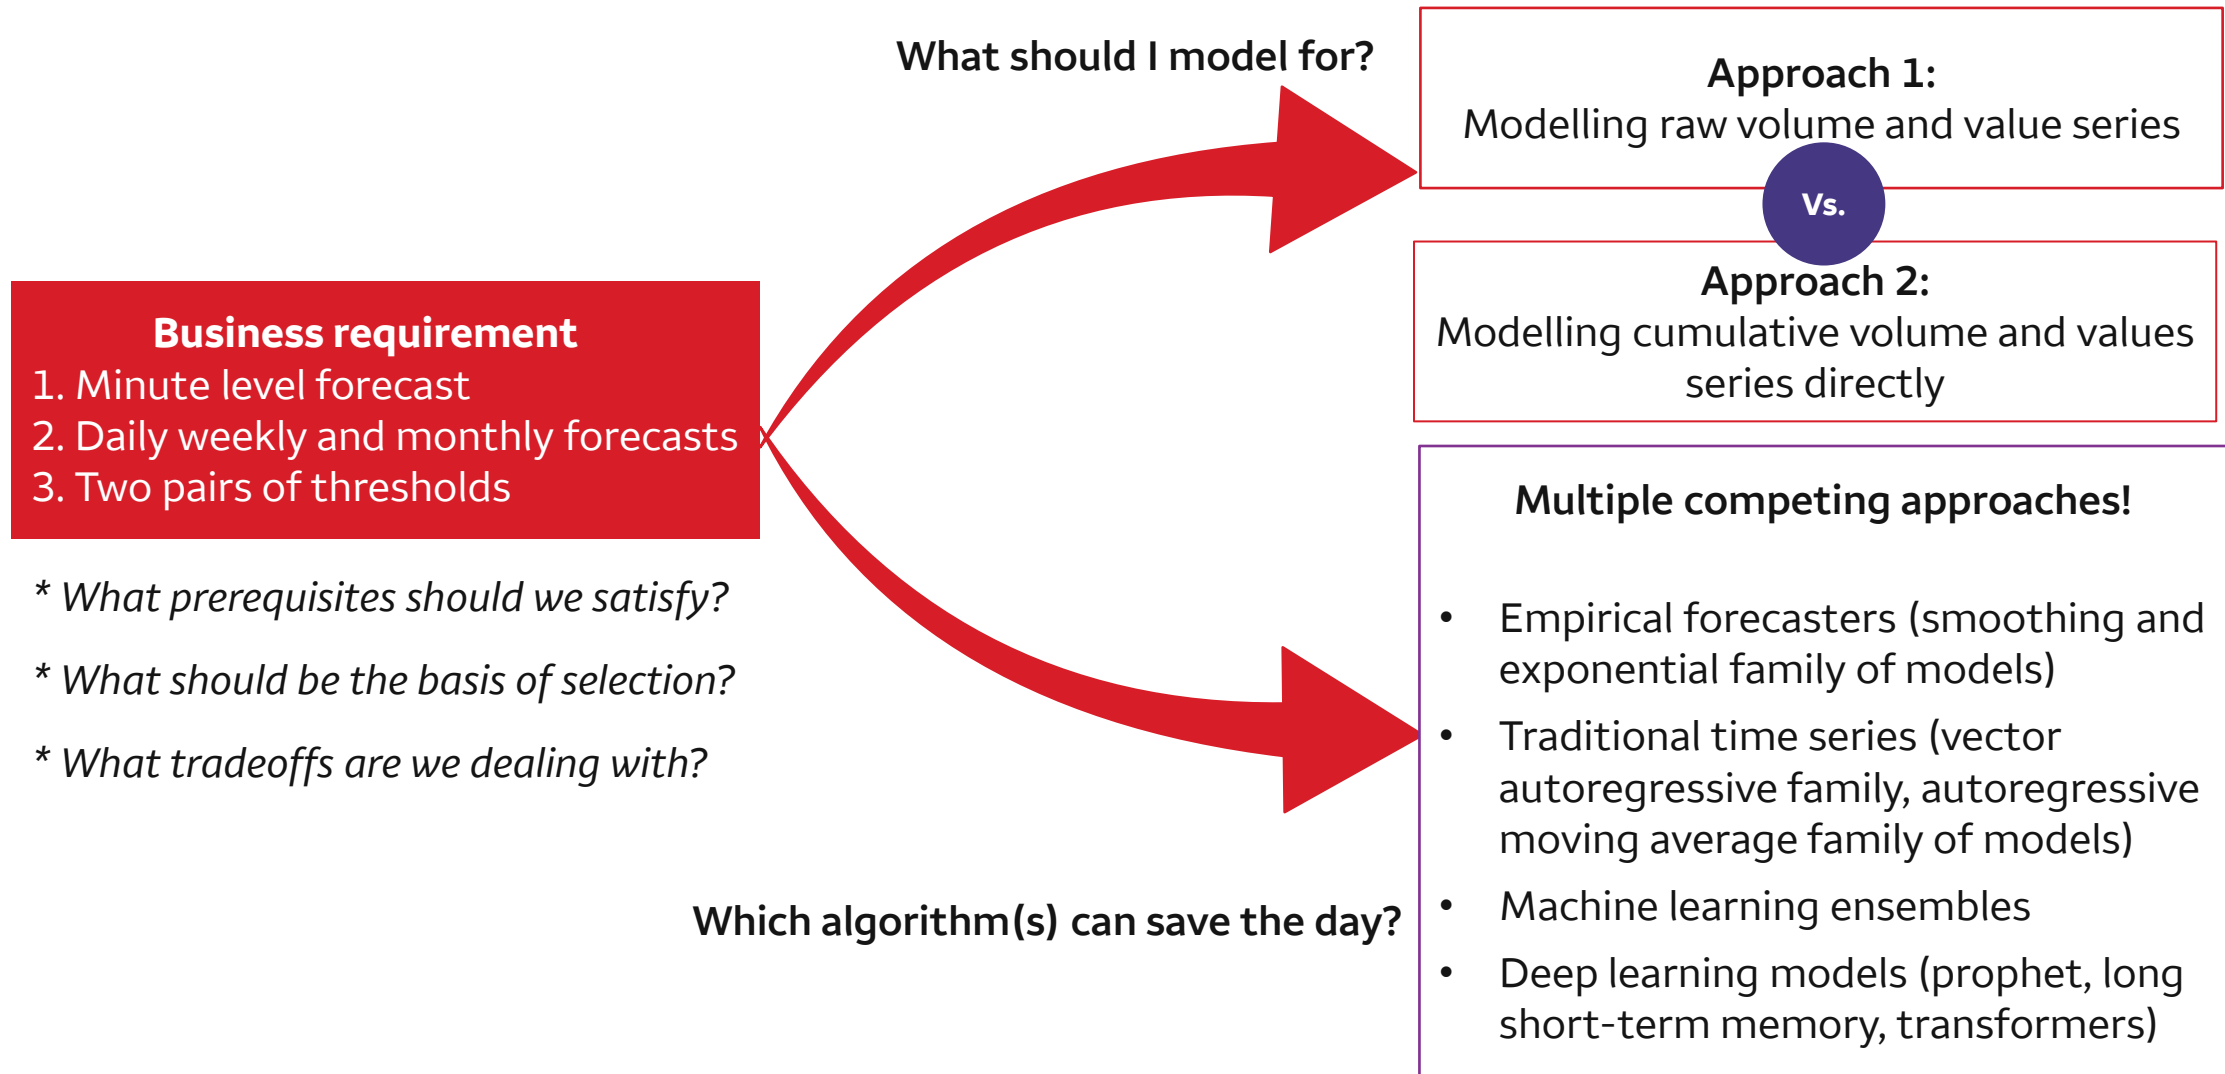 What should I model for?
Approach 1:
Modelling raw volume and value series
Vs.
Approach 2:
Modelling cumulative volume and values
series directly
Business requirement
1. Minute level forecast
2. Daily weekly and monthly forecasts
3. Two pairs of thresholds
* What prerequisites should we satisfy?
* What should be the basis of selection?
* What tradeoffs are we dealing with?
Which algorithm(s) can save the day?
Multiple competing approaches!
• Empirical forecasters (smoothing and
exponential family of models)
• Traditional time series (vector
autoregressive family, autoregressive
moving average family of models)
• Machine learning ensembles
• Deep learning models (prophet, long
short-term memory, transformers)